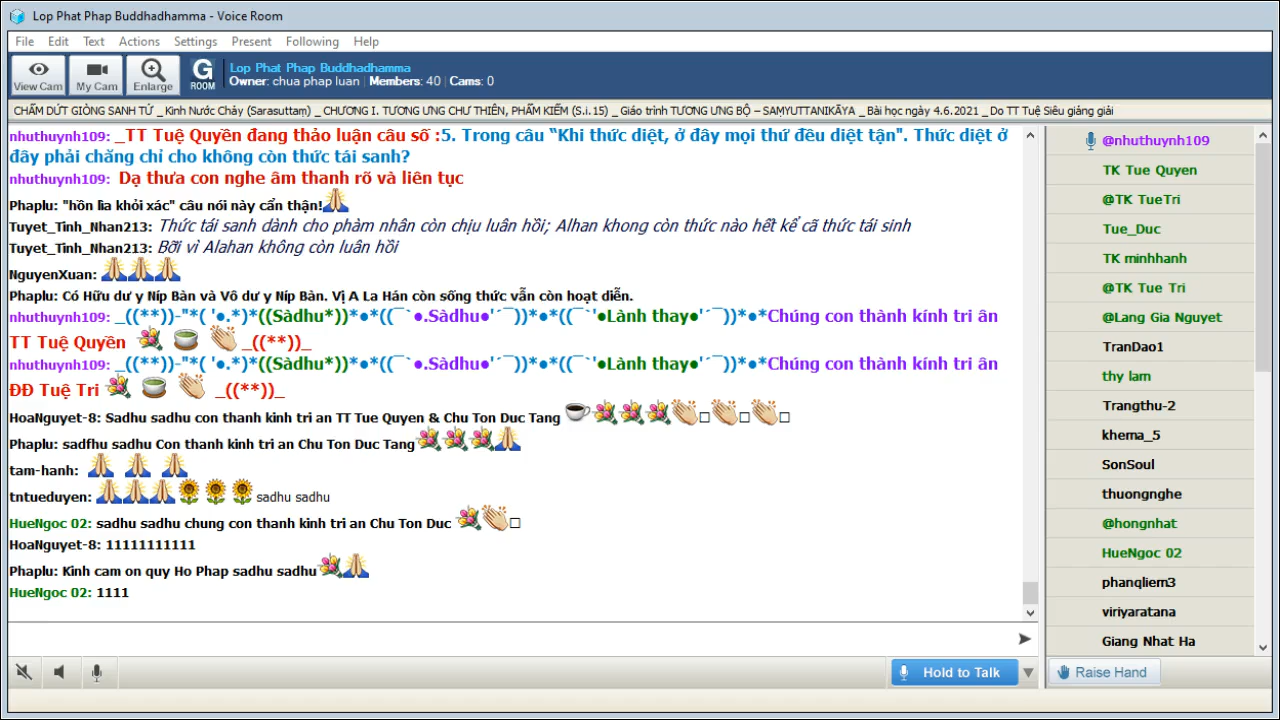 Lop Phat Phap Buddhadhamma - Voice Room
File Edit Text Actions Settings Present Following Help
View Cam My Cam Enlarge G ROOM
Lop Phat Phap Buddhadhamma
Owner: chua phap luan Members: 40 Cams: 0
CHẤM DỨT GIÒNG SANH TỬ _Kinh Nước Chảy (Sarasuttaṃ) _CHƯƠNG I. TƯƠNG ƯNG CHƯ THIÊN, PHẨM KIẾM (S.i.15) _Giáo trình TƯƠNG ƯNG BỘ – SAṂYUTTANIKĀYA _Bài học ngày 4.6.2021 _Do TT Tuệ Siêu giảng giải
nhuthuynh109: _TT Tuệ Quyền đang thảo luận câu số :5. Trong câu “Khi thức diệt, ở đây mọi thứ đều diệt tận". Thức diệt ở
đây phải chăng chỉ cho không còn thức tái sanh?
nhuthuynh109: Dạ thưa con nghe âm thanh rõ và liên tục
Phaplu: "hồn lìa khỏi xác" câu nói này cẩn thận!🙏
Tuyet_Tinh_Nhan213: Thức tái sanh dành cho phàm nhân còn chịu luân hồi; Alhan khong còn thức nào hết kể cã thức tái sinh
Tuyet_Tinh_Nhan213: Bỡi vì Alahan không còn luân hồi
NguyenXuan: 🙏🙏🙏
Phaplu: Có Hữu dư y Níp Bàn và Vô dư y Níp Bàn. Vị A La Hán còn sống thức vẫn còn hoạt diễn.
nhuthuynh109: _((**))-"*( '●.*)*((Sàdhu*))*●*((¯`●.Sàdhu●'´¯))*●*((¯`'●Lành thay●'´¯))*●*Chúng con thành kính tri ân
TT Tuệ Quyền 💐 🍵 👏 _((**))_
nhuthuynh109: _((**))-"*( '●.*)*((Sàdhu*))*●*((¯`●.Sàdhu●'´¯))*●*((¯`'●Lành thay●'´¯))*●*Chúng con thành kính tri ân
ĐĐ Tuệ Tri 💐 🍵 👏 _((**))_
HoaNguyet-8: Sadhu sadhu con thanh kinh tri an TT Tue Quyen & Chu Ton Duc Tang ☕💐💐💐👏□👏□👏□
Phaplu: sadfhu sadhu Con thanh kinh tri an Chu Ton Duc Tang💐💐💐🙏
tam-hanh: 🙏 🙏 🙏
tntueduyen: 🙏🙏🙏🌻🌻🌻 sadhu sadhu
HueNgoc 02: sadhu sadhu chung con thanh kinh tri an Chu Ton Duc 💐👏□
HoaNguyet-8: 11111111111
Phaplu: Kinh cam on quy Ho Phap sadhu sadhu💐🙏
HueNgoc 02: 1111
@nhuthuynh109
TK Tue Quyen
@TK TueTri
Tue_Duc
TK minhhanh
@TK Tue Tri
@Lang Gia Nguyet
TranDao1
thy lam
Trangthu-2
khema_5
SonSoul
thuongnghe
@hongnhat
HueNgoc 02
phanqliem3
viriyaratana
Giang Nhat Ha
Hold to Talk
Raise Hand